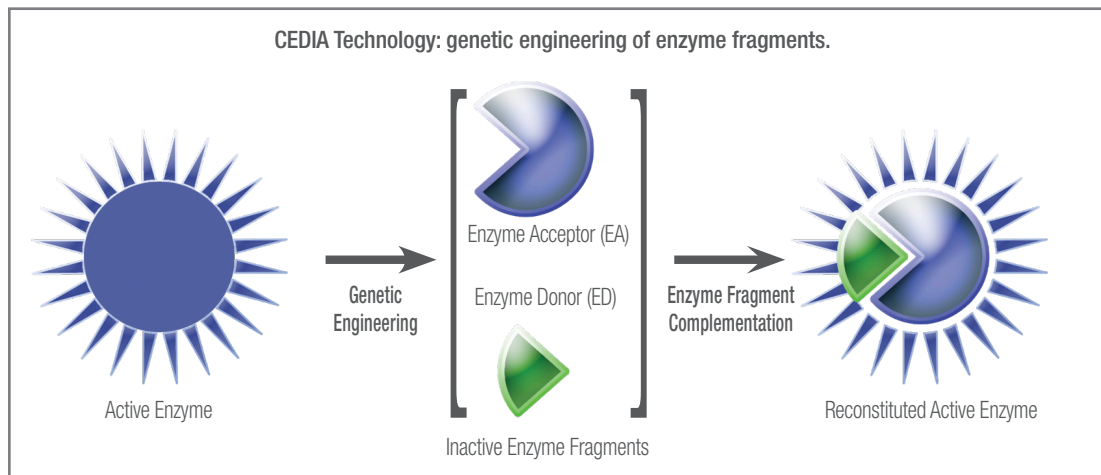 CEDIA Technology: genetic engineering of enzyme fragments.
Active Enzyme
Genetic
Engineering
Enzyme Acceptor (EA)
Enzyme Donor (ED)
Inactive Enzyme Fragments
Enzyme Fragment
Complementation
Reconstituted Active Enzyme